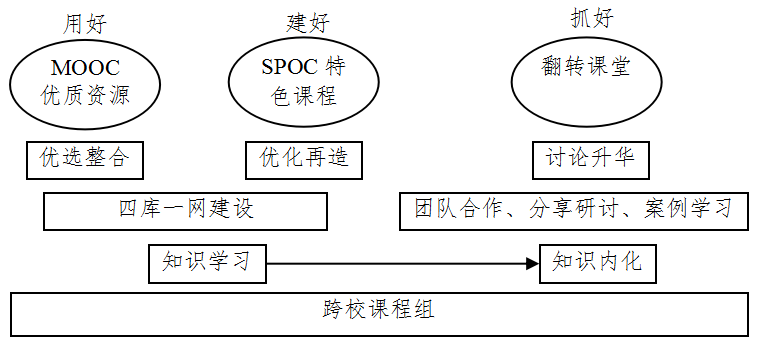 用好 建好 抓好
MOOC
优质资源
SPOC 特
色课程
翻转课堂
优选整合 优化再造 讨论升华
四库一网建设 团队合作、分享研讨、案例学习
知识学习 知识内化
跨校课程组